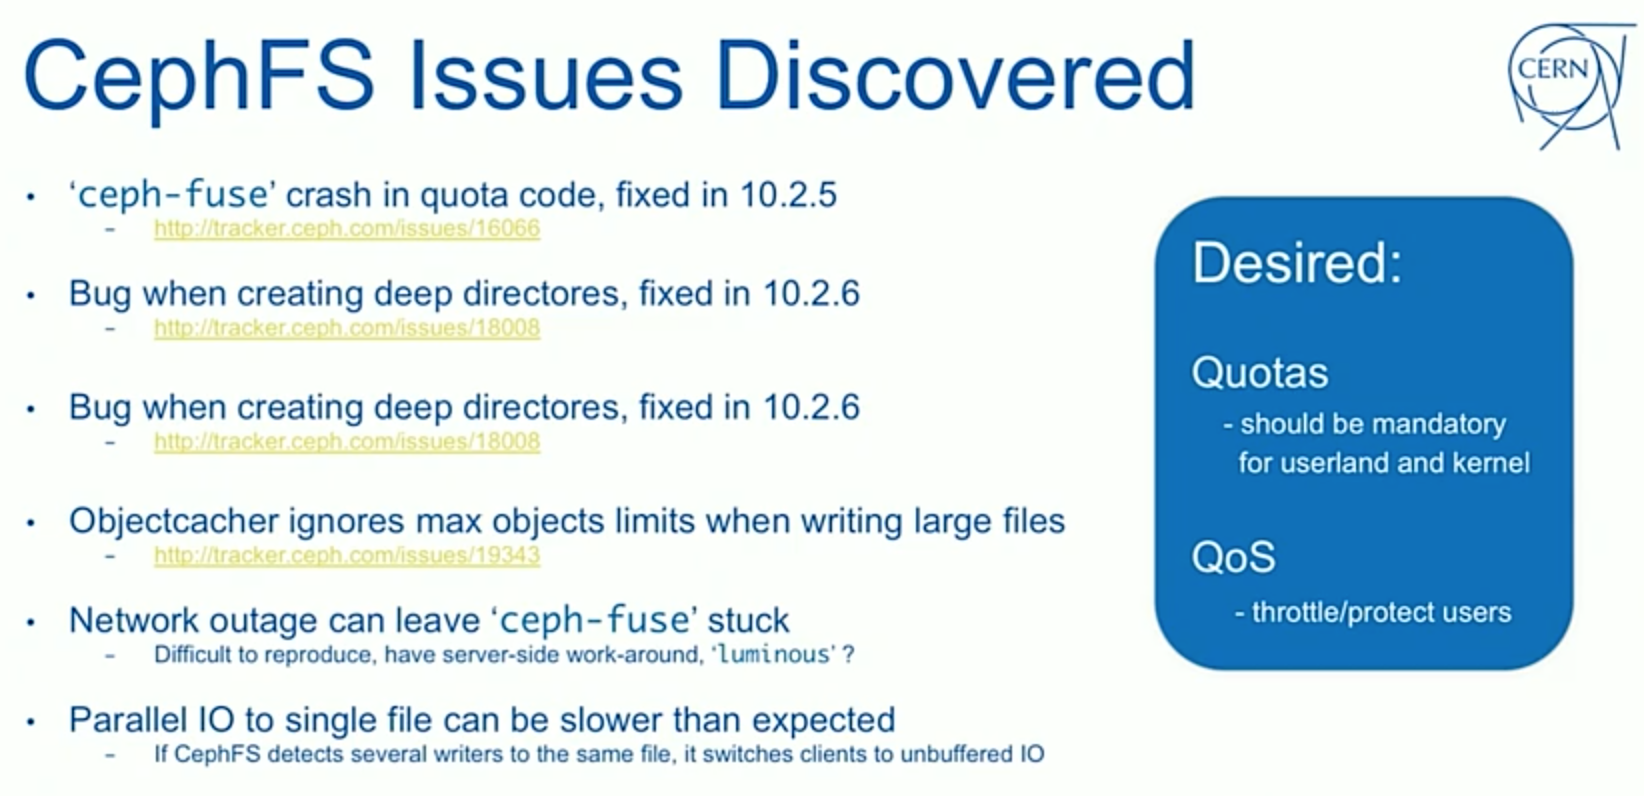 CephFS Issues Discovered
CERN
• ‘ceph-fuse’ crash in quota code, fixed in 10.2.5
– http://tracker.ceph.com/issues/16066
• Bug when creating deep directores, fixed in 10.2.6
– http://tracker.ceph.com/issues/18008
• Bug when creating deep directores, fixed in 10.2.6
– http://tracker.ceph.com/issues/18008
• Objectcacher ignores max objects limits when writing large files
– http://tracker.ceph.com/issues/19343
• Network outage can leave ‘ceph-fuse’ stuck
– Difficult to reproduce, have server-side work-around, ‘luminous’ ?
• Parallel IO to single file can be slower than expected
– If CephFS detects several writers to the same file, it switches clients to unbuffered IO
Desired:
Quotas
- should be mandatory
for userland and kernel
QoS
- throttle/protect users